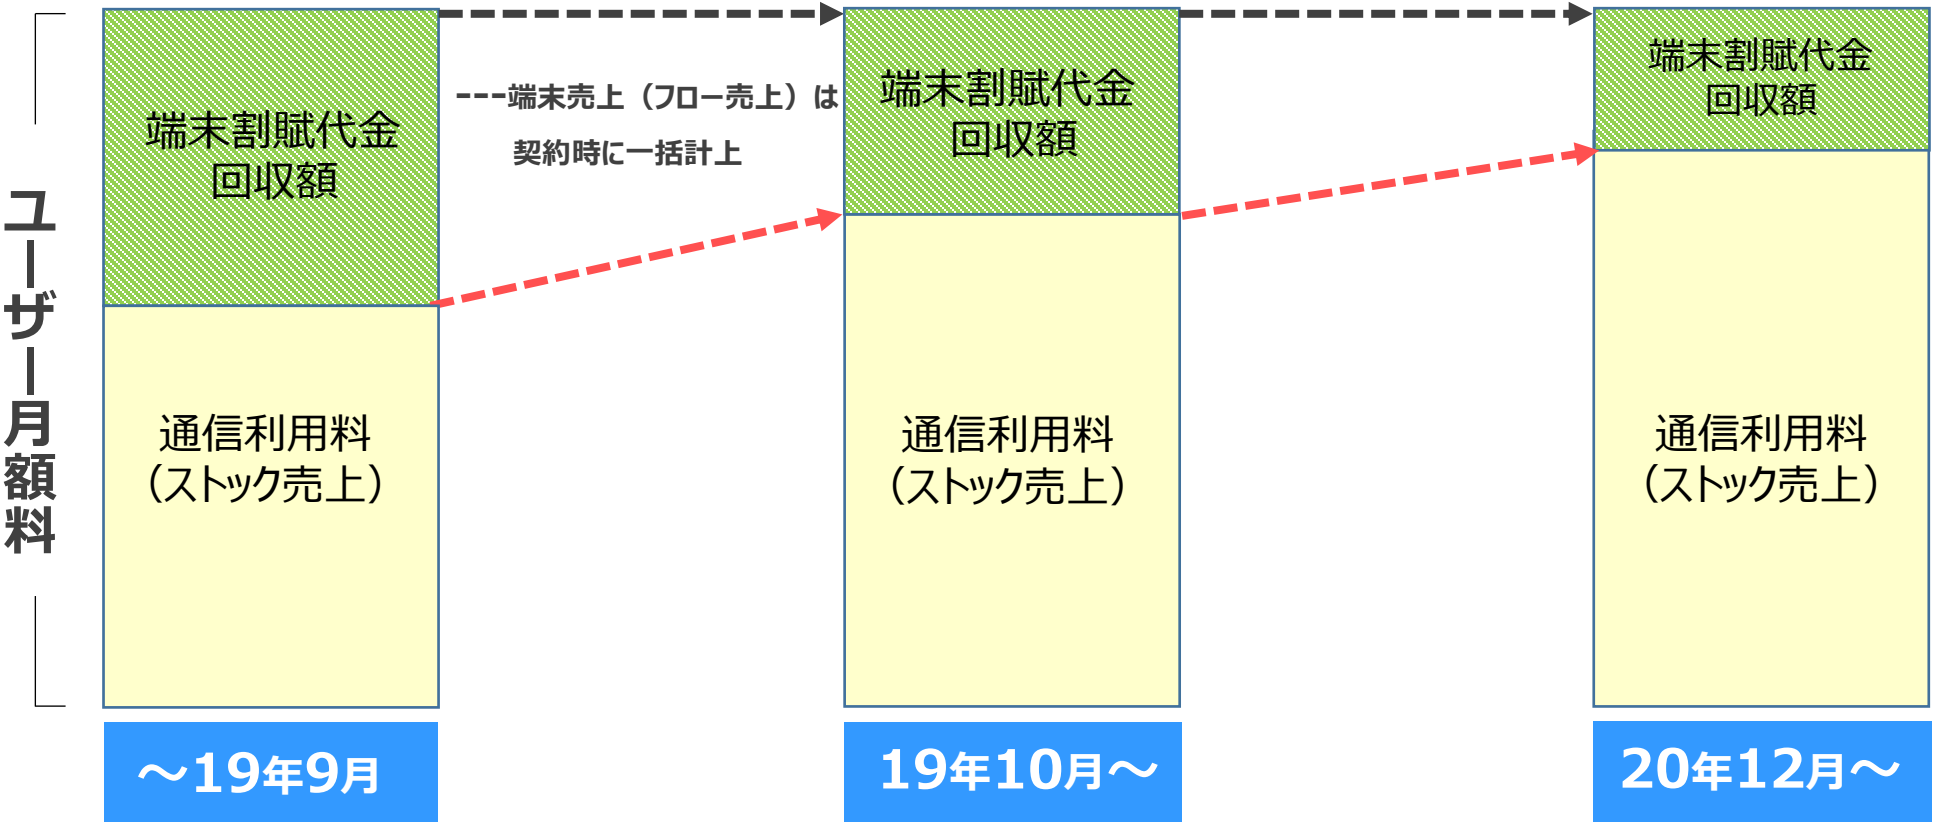 ユーザー月額料
端末割賦代金
回収額
通信利用料
（ストック売上）
～19年9月
---端末売上（フロー売上）は
契約時に一括計上
端末割賦代金
回収額
通信利用料
（ストック売上）
19年10月～
端末割賦代金
回収額
通信利用料
（ストック売上）
20年12月～